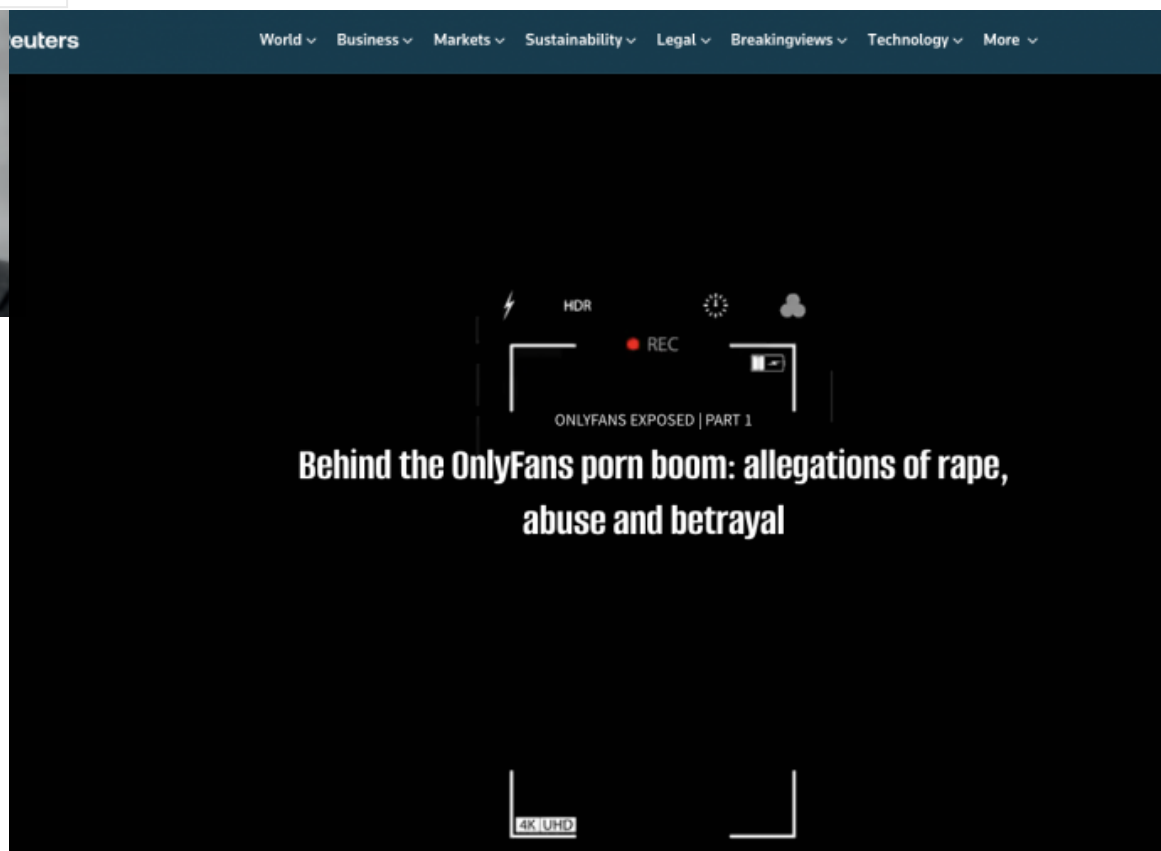 euters
World Business Markets Sustainability Legal Breakingviews Technology More
HDR
REC
ONLYFANS EXPOSED | PART 1
Behind the OnlyFans porn boom: allegations of rape,
abuse and betrayal
4K UHD